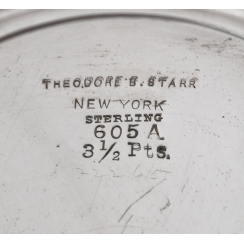 THEODORE B. STARR
NEW YORK
STERLING
605 A
3½ Pts.